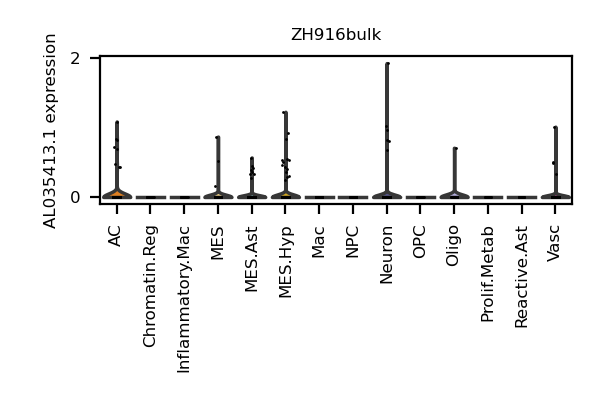 ZH916bulk
AL035413.1 expression
2
0
AC
Chromatin.Reg
Inflammatory.Mac
MES
MES.Ast
MES.Hyp
Mac
NPC
Neuron
OPC
Oligo
Prolif.Metab
Reactive.Ast
Vasc